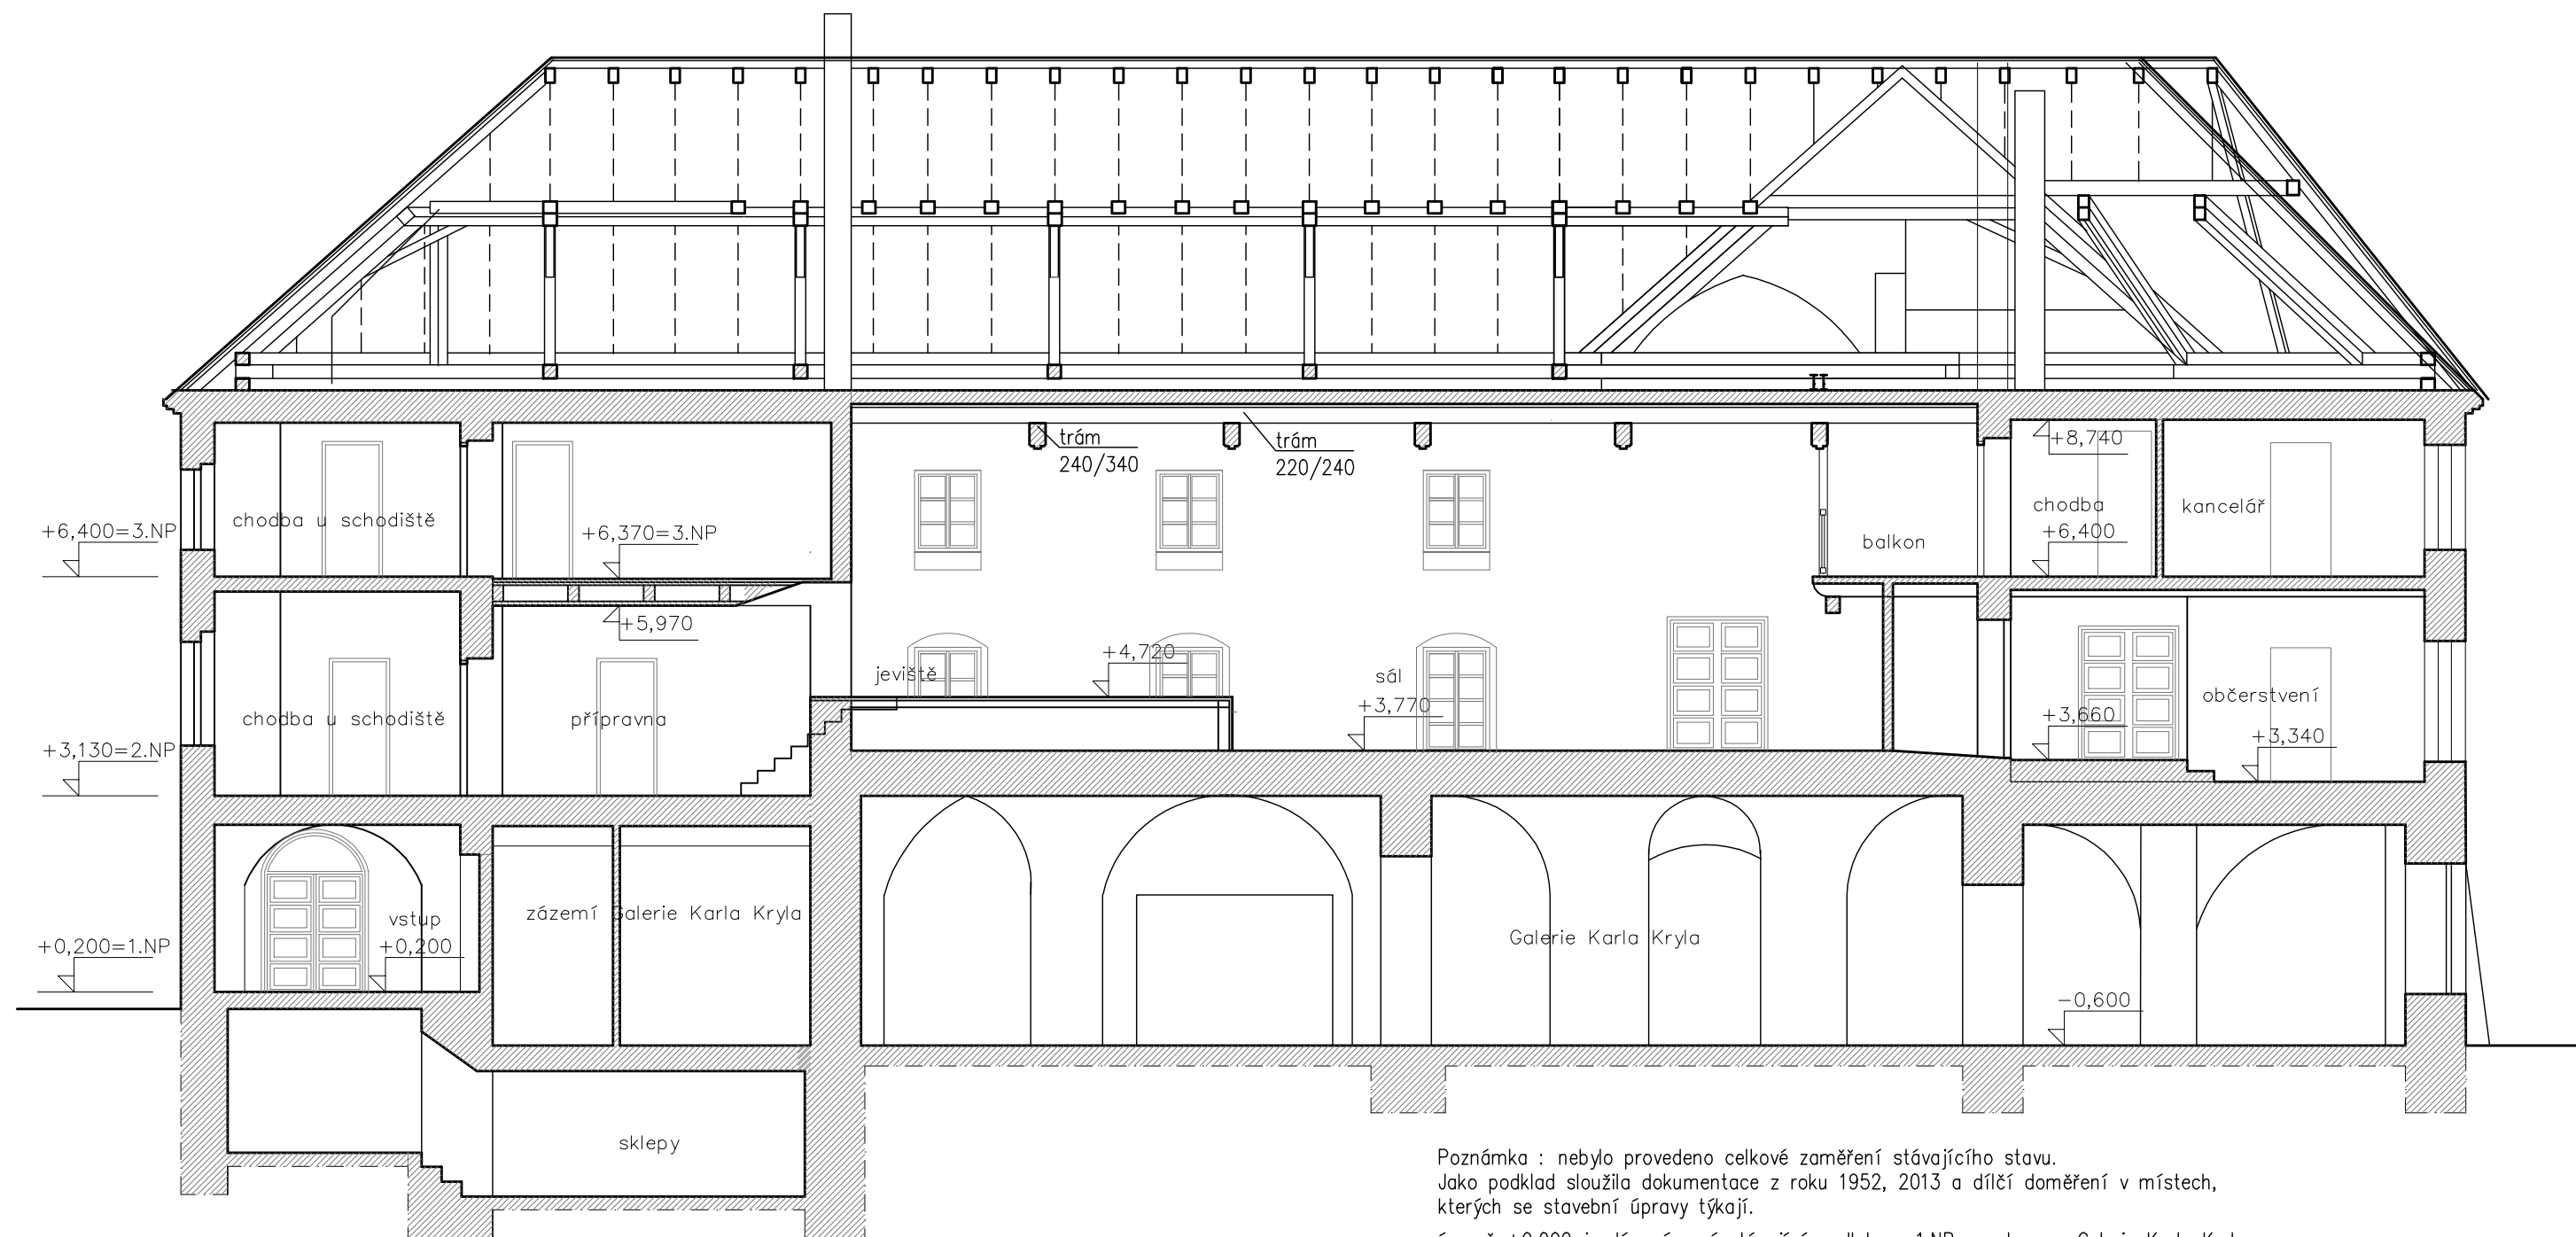 trám
240/340
trám
220/240
+8,740
chodba u schodiště
chodba
+6,400
kancelář
+6,400=3.NP
+6,370=3.NP
balkon
+5,970
+4,720
jeviště
sál
+3,770
chodba u schodiště
přípravna
+3,660
občerstvení
+3,340
+3,130=2.NP
vstup
+0,200
zázemí Galerie Karla Kryla
Galerie Karla Kryla
+0,200=1.NP
-0,600
sklepy
Poznámka : nebylo provedeno celkové zaměření stávajícího stavu.
Jako podklad sloužila dokumentace z roku 1952, 2013 a dílčí doměření v místech,
kterých se stavební úpravy týkají.